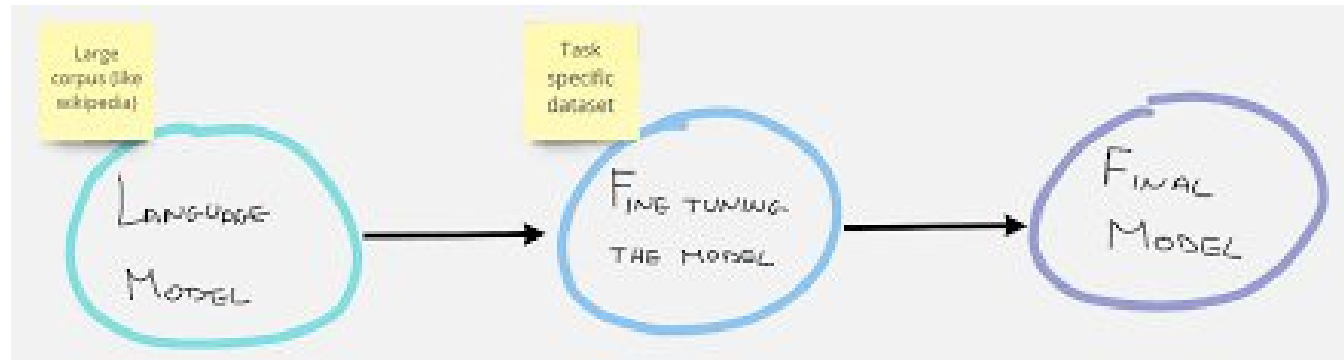 Large
corpus (like
wikipedia)
Task
specific
dataset
LANGUAGE
MODEL
FINE TUNING
THE MODEL
FINAL
MODEL